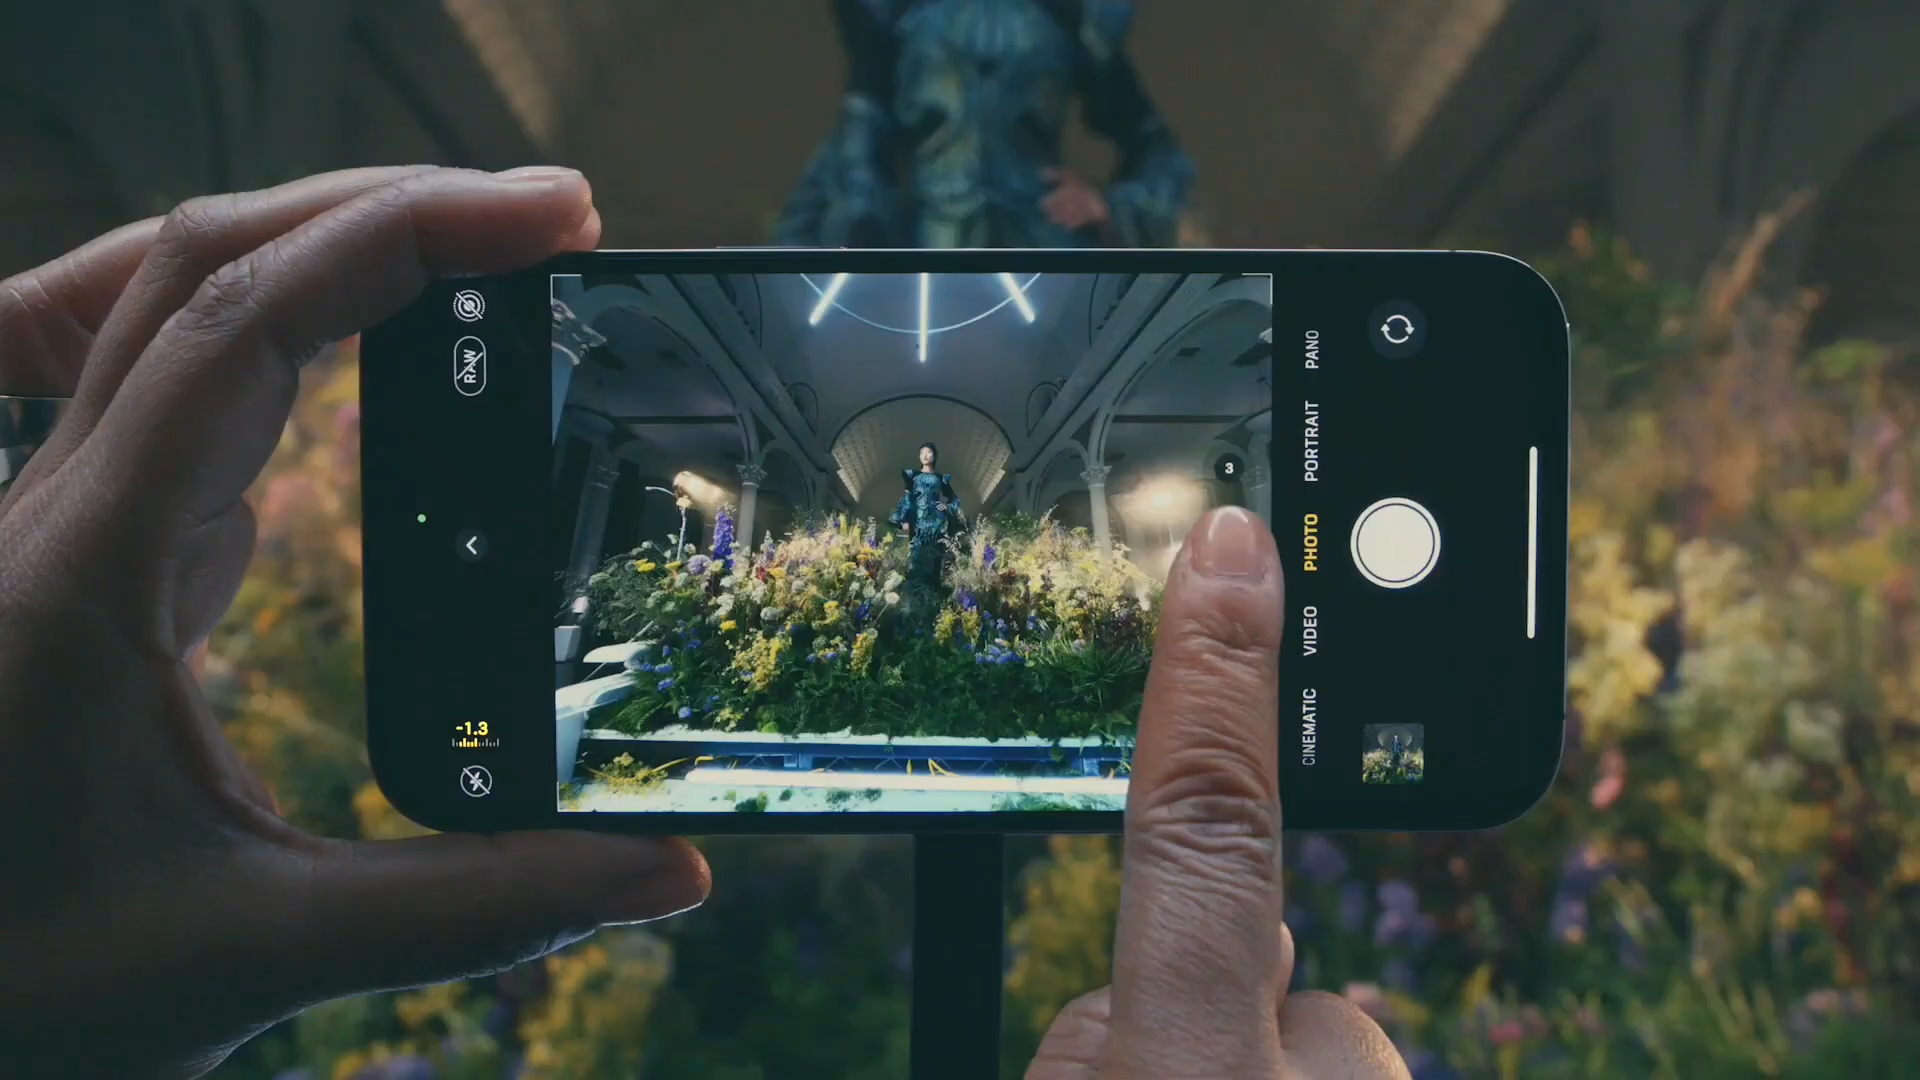 RAW
-1.3
3
PANO
PORTRAIT
PHOTO
VIDEO
CINEMATIC